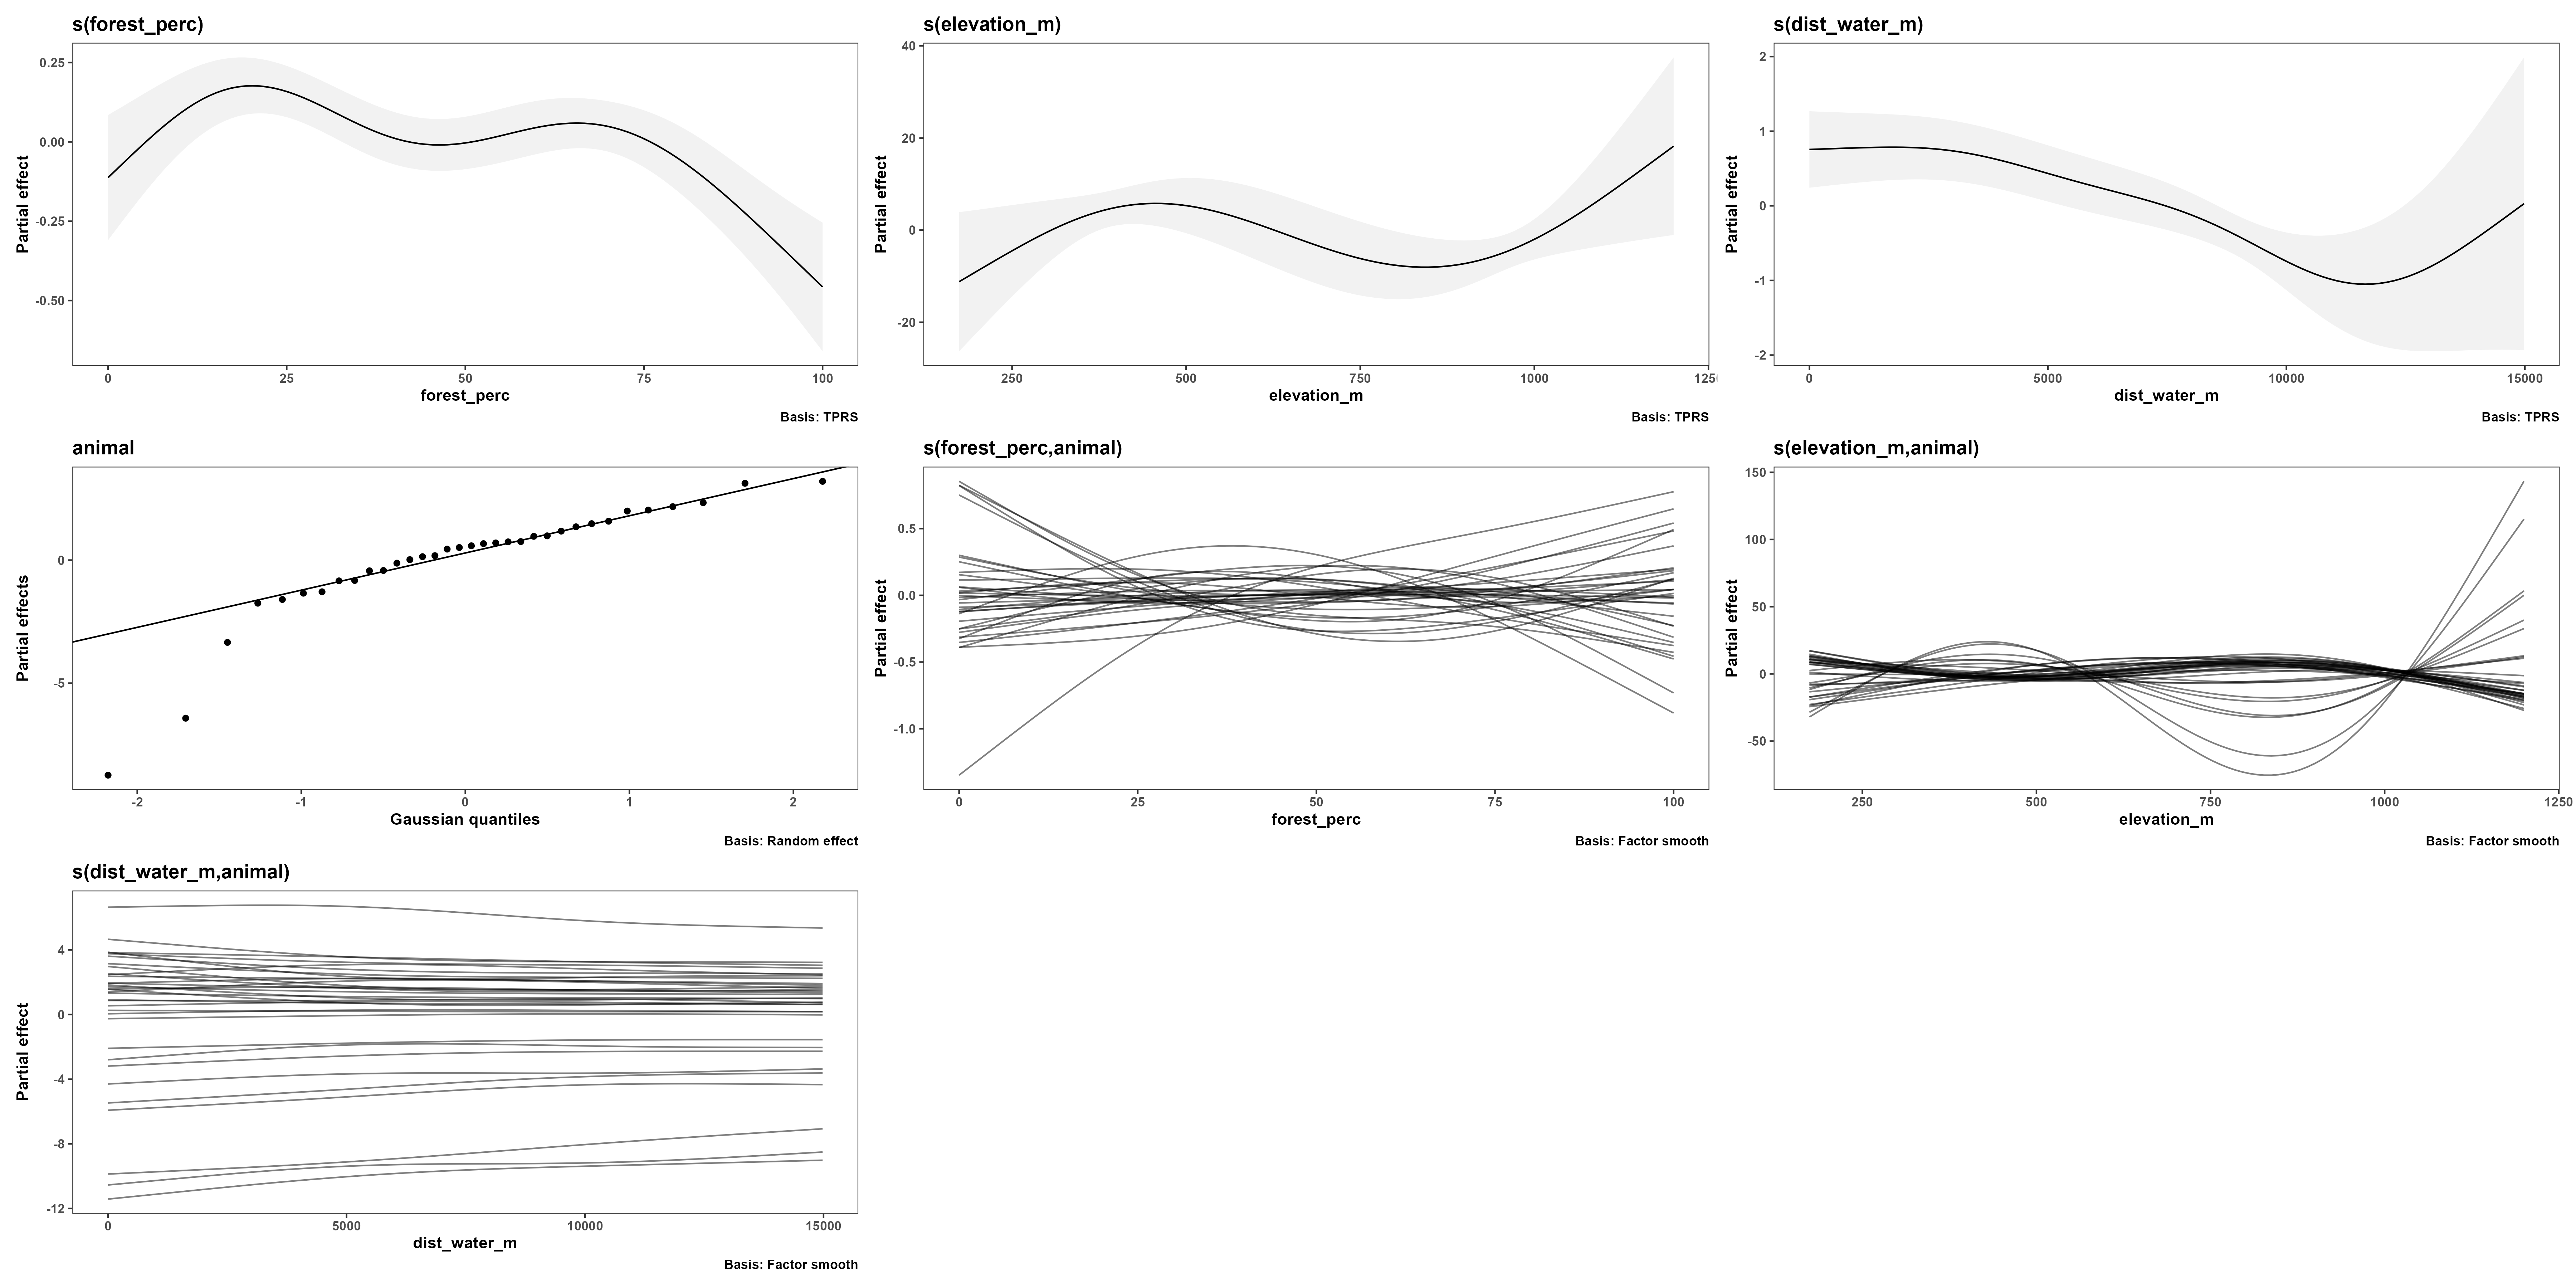 s(forest_perc)
Partial effect
0.25
0.00
-0.25
-0.50
0 25 50 75 100
forest_perc
Basis: TPRS
s(elevation_m)
Partial effect
40
20
0
-20
250 500 750 1000 1250
elevation_m
Basis: TPRS
s(dist_water_m)
Partial effect
2
1
0
-1
-2
0 5000 10000 15000
dist_water_m
Basis: TPRS
animal
Partial effects
0
-5
-2 -1 0 1 2
Gaussian quantiles
Basis: Random effect
s(forest_perc,animal)
Partial effect
0.5
0.0
-0.5
-1.0
0 25 50 75 100
forest_perc
Basis: Factor smooth
s(elevation_m,animal)
Partial effect
150
100
50
0
-50
250 500 750 1000 1250
elevation_m
Basis: Factor smooth
s(dist_water_m,animal)
Partial effect
4
0
-4
-8
-12
0 5000 10000 15000
dist_water_m
Basis: Factor smooth